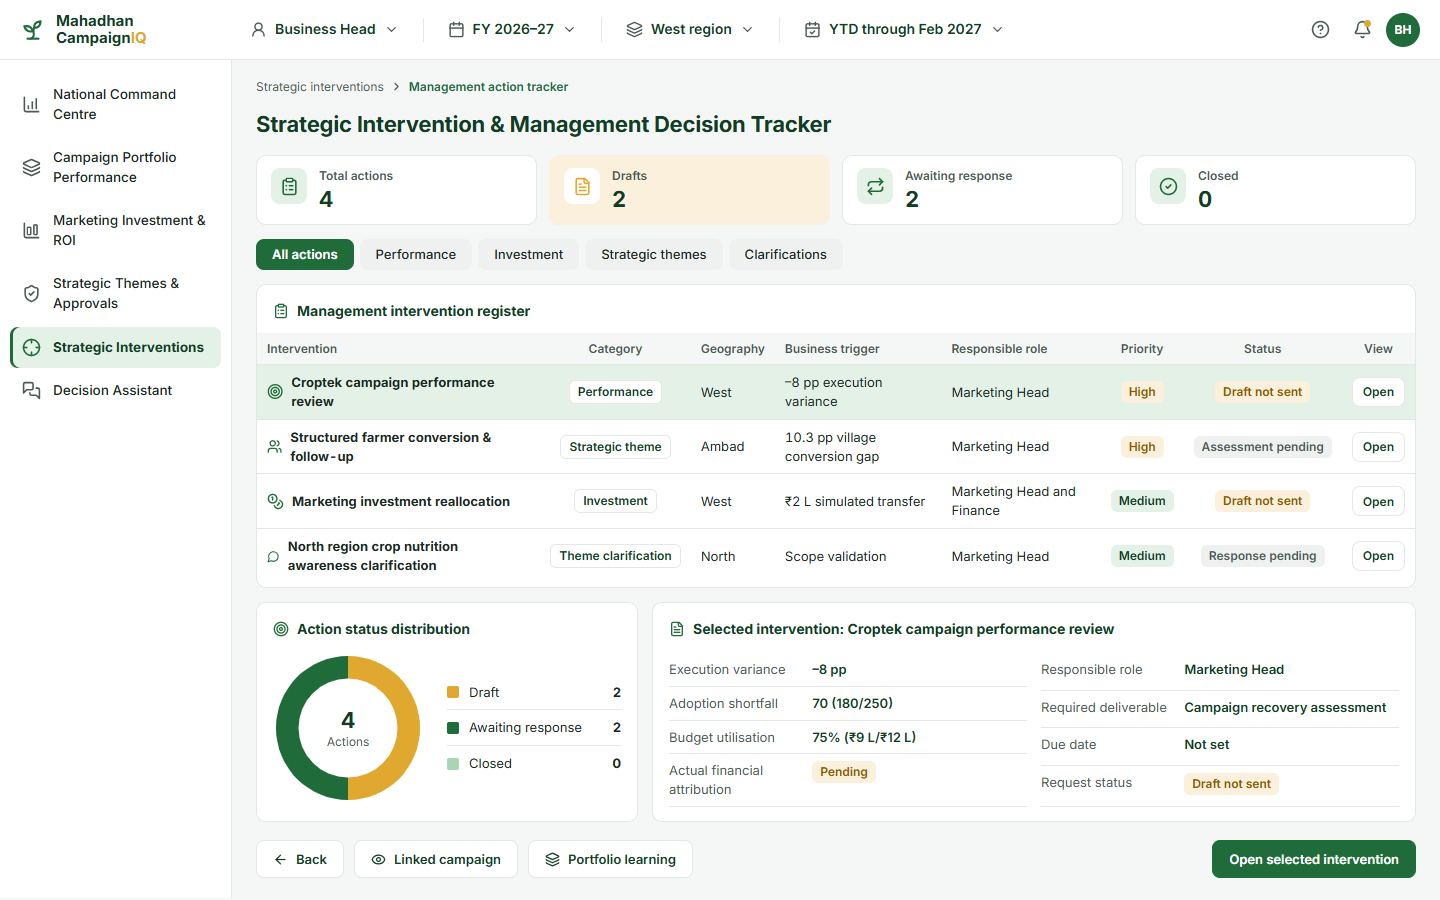 Mahadhan
CampaignIQ
Business Head
FY 2026–27
West region
YTD through Feb 2027
BH
National Command
Centre
Campaign Portfolio
Performance
Marketing Investment &
ROI
Strategic Themes &
Approvals
Strategic Interventions
Decision Assistant
Strategic interventions > Management action tracker
Strategic Intervention & Management Decision Tracker
Total actions
4
Drafts
2
Awaiting response
2
Closed
0
All actions
Performance
Investment
Strategic themes
Clarifications
Management intervention register
Intervention Category Geography Business trigger Responsible role Priority Status View
Croptek campaign performance
review
Performance
West
–8 pp execution
variance
Marketing Head
High
Draft not sent
Open
Structured farmer conversion &
follow-up
Strategic theme
Ambad
10.3 pp village
conversion gap
Marketing Head
High
Assessment pending
Open
Marketing investment reallocation
Investment
West
₹2 L simulated transfer
Marketing Head and
Finance
Medium
Draft not sent
Open
North region crop nutrition
awareness clarification
Theme clarification
North
Scope validation
Marketing Head
Medium
Response pending
Open
Action status distribution
4
Actions
Draft 2
Awaiting response 2
Closed 0
Selected intervention: Croptek campaign performance review
Execution variance –8 pp
Adoption shortfall 70 (180/250)
Budget utilisation 75% (₹9 L/₹12 L)
Actual financial
attribution
Pending
Responsible role Marketing Head
Required deliverable Campaign recovery assessment
Due date Not set
Request status Draft not sent
Back
Linked campaign
Portfolio learning
Open selected intervention